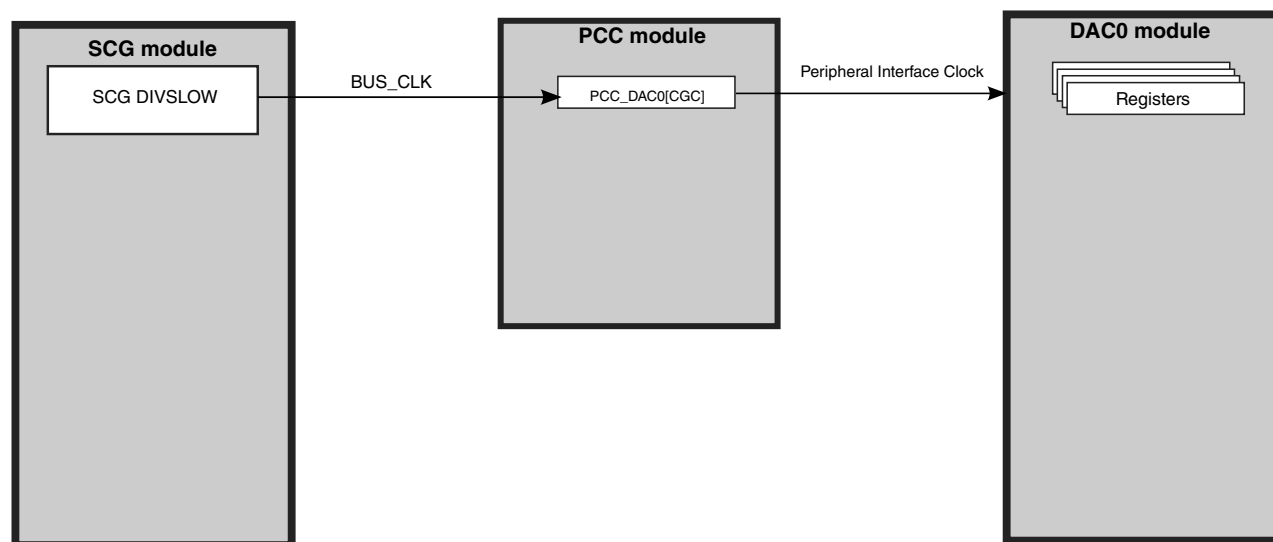 SCG module
SCG DIVSLOW
BUS_CLK
PCC module
PCC_DAC0[CGC]
Peripheral Interface Clock
DAC0 module
Registers